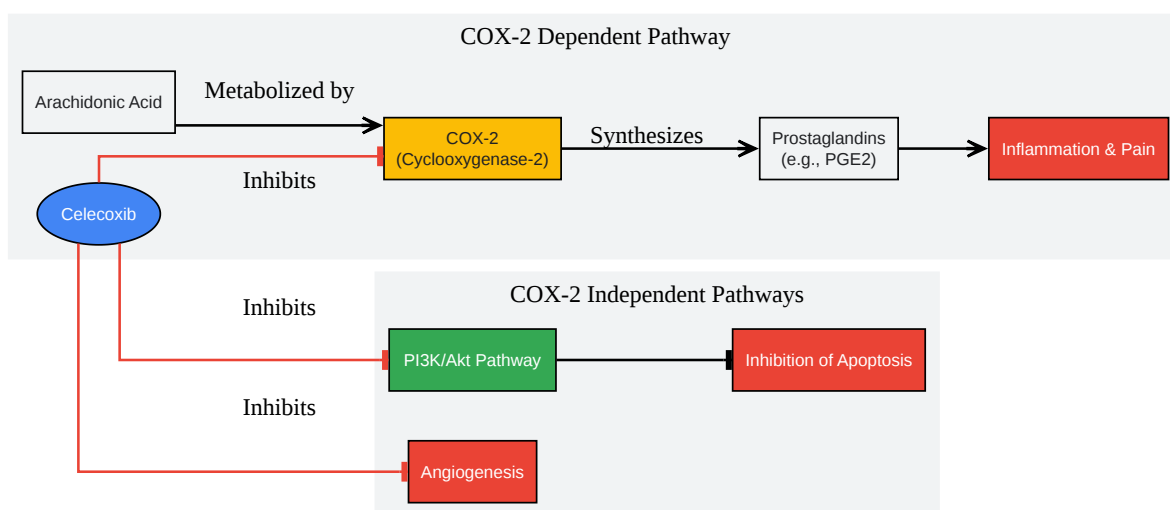 COX-2 Dependent Pathway
Arachidonic Acid
Metabolized by
COX-2
(Cyclooxygenase-2)
Synthesizes
Prostaglandins
(e.g., PGE2)
Inflammation & Pain
Inhibits
Celecoxib
COX-2 Independent Pathways
Inhibits
PI3K/Akt Pathway
Inhibition of Apoptosis
Inhibits
Angiogenesis